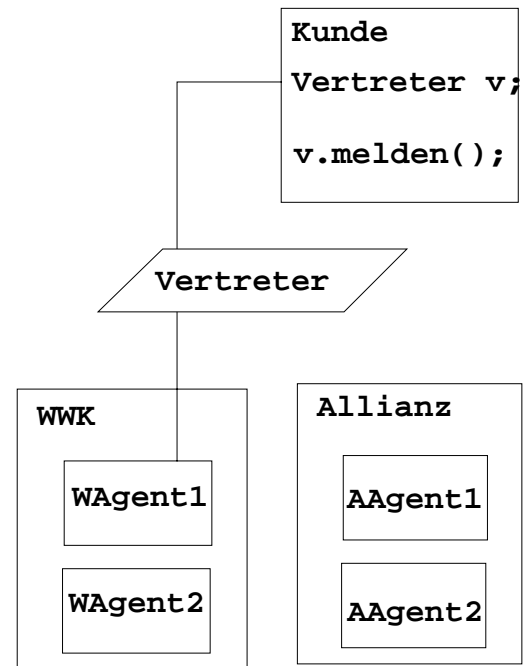 Kunde
Vertreter v;
v.melden();
Vertreter
WWK
WAgent1
WAgent2
Allianz
AAgent1
AAgent2